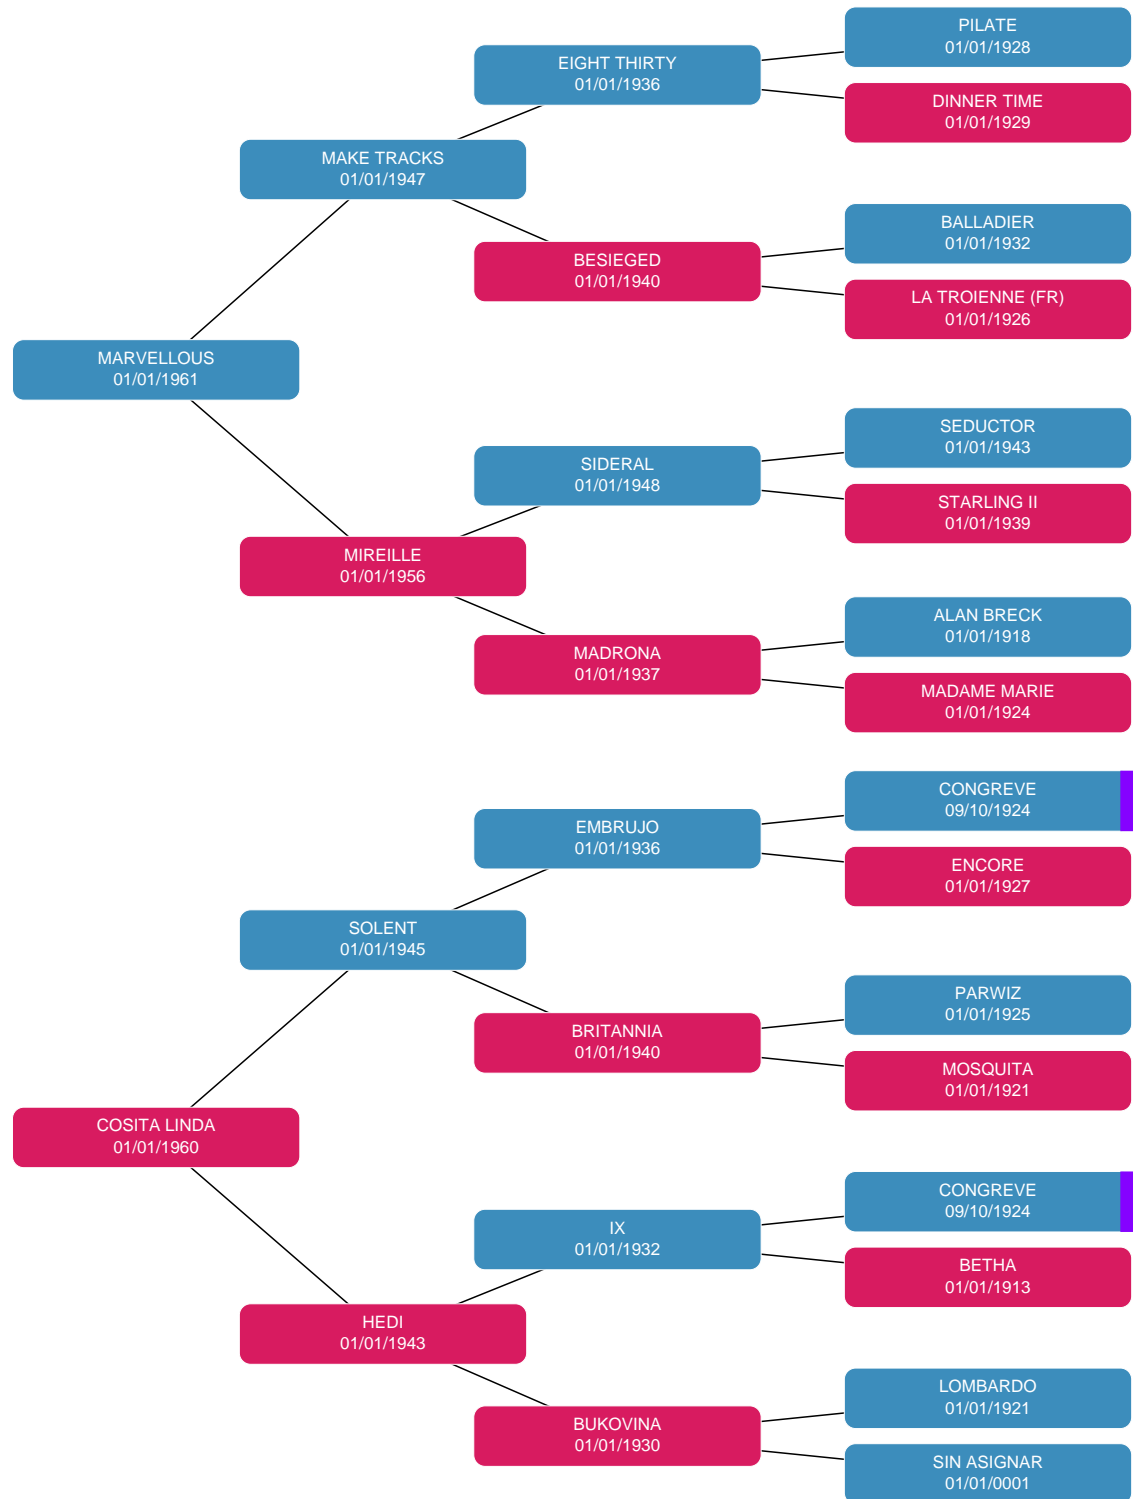 PILATE
01/01/1928
EIGHT THIRTY
01/01/1936
DINNER TIME
01/01/1929
MAKE TRACKS
01/01/1947
BALLADIER
01/01/1932
BESIEGED
01/01/1940
LA TROIENNE (FR)
01/01/1926
MARVELLOUS
01/01/1961
SEDUCTOR
01/01/1943
SIDERAL
01/01/1948
STARLING II
01/01/1939
MIREILLE
01/01/1956
ALAN BRECK
01/01/1918
MADRONA
01/01/1937
MADAME MARIE
01/01/1924
CONGREVE
09/10/1924
EMBRUJO
01/01/1936
ENCORE
01/01/1927
SOLENT
01/01/1945
PARWIZ
01/01/1925
BRITANNIA
01/01/1940
MOSQUITA
01/01/1921
COSITA LINDA
01/01/1960
CONGREVE
09/10/1924
IX
01/01/1932
BETHA
01/01/1913
HEDI
01/01/1943
LOMBARDO
01/01/1921
BUKOVINA
01/01/1930
SIN ASIGNAR
01/01/0001